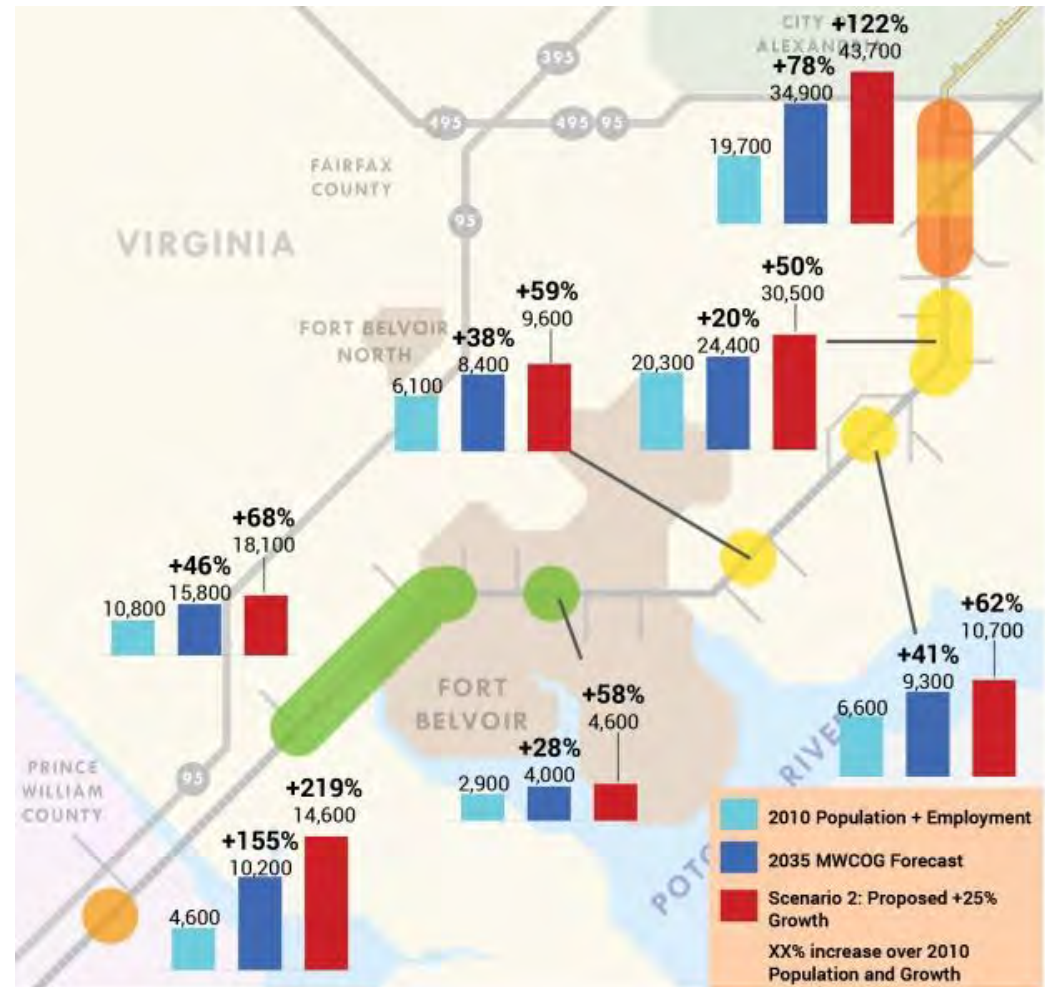 CITY
ALEXANDRIA
+122%
43,700
+78%
34,900
19,700
395
495
495
95
FAIRFAX
COUNTY
95
VIRGINIA
+50%
30,500
+20%
24,400
20,300
+59%
9,600
FORT BELVOIR
NORTH
+38%
8,400
6,100
+68%
18,100
+46%
15,800
10,800
+62%
10,700
+41%
9,300
6,600
FORT
BELVOIR
+58%
4,600
+28%
4,000
2,900
PRINCE
WILLIAM
COUNTY
95
+219%
14,600
+155%
10,200
4,600
RIVER
2010 Population + Employment
2035 MWCOG Forecast
Scenario 2: Proposed +25%
Growth
XX% increase over 2010
Population and Growth